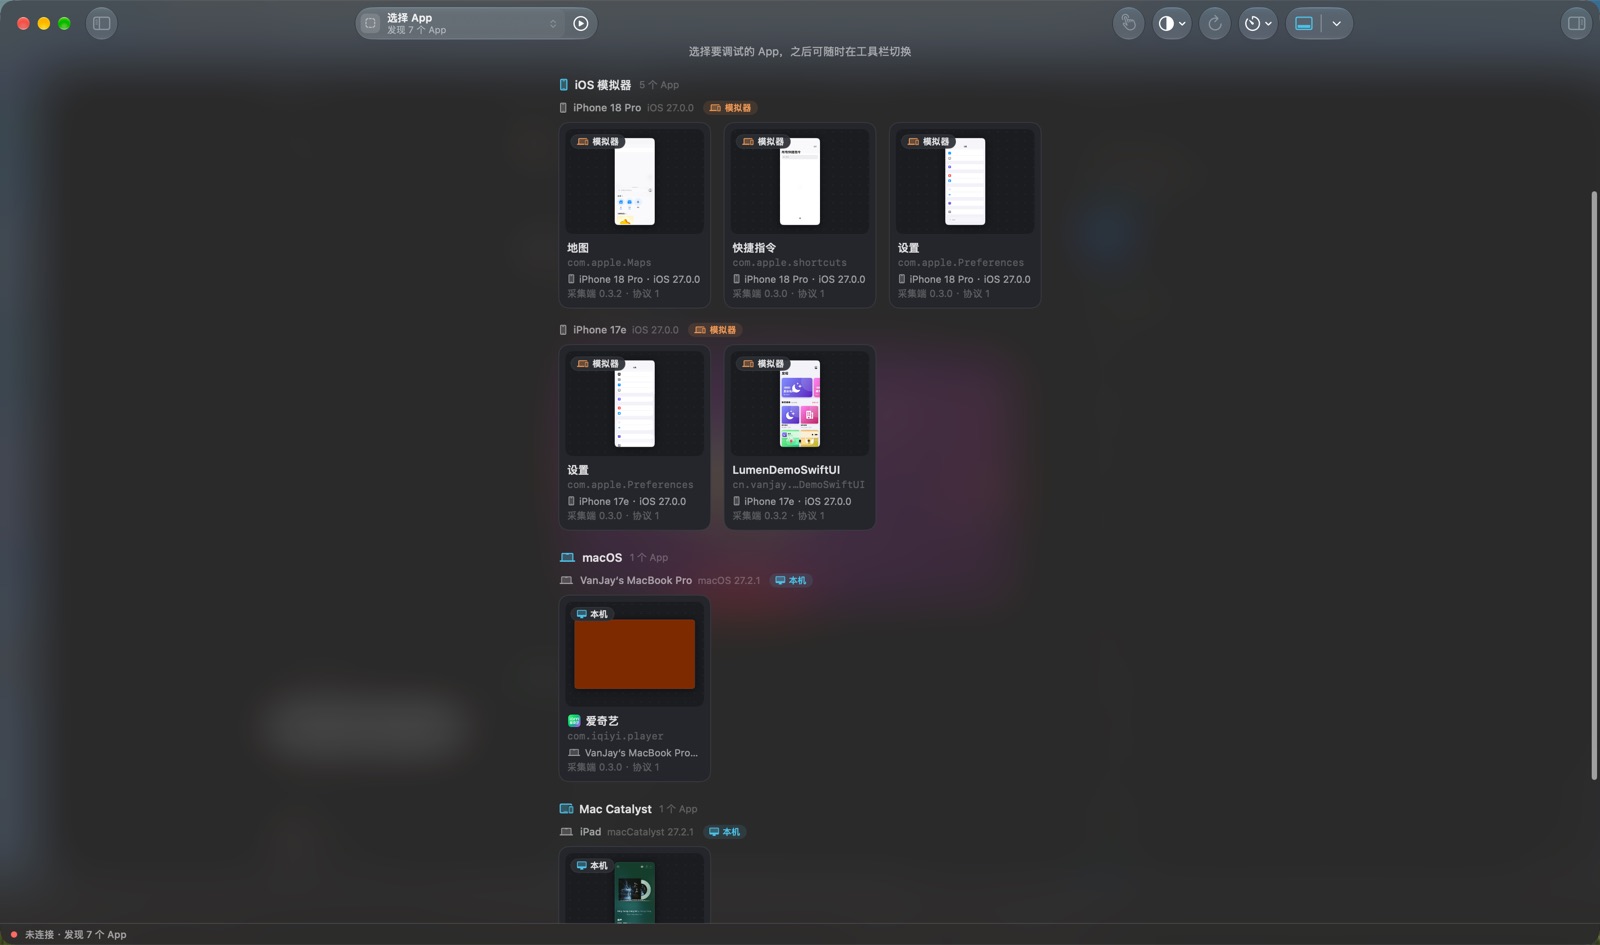 选择 App
发现 7 个 App
选择要调试的 App，之后可随时在工具栏切换
iOS 模拟器 5 个 App
iPhone 18 Pro iOS 27.0.0 模拟器
模拟器
地图
com.apple.Maps
iPhone 18 Pro · iOS 27.0.0
采集端 0.3.2 · 协议 1
模拟器
快捷指令
com.apple.shortcuts
iPhone 18 Pro · iOS 27.0.0
采集端 0.3.0 · 协议 1
模拟器
设置
com.apple.Preferences
iPhone 18 Pro · iOS 27.0.0
采集端 0.3.0 · 协议 1
iPhone 17e iOS 27.0.0 模拟器
模拟器
设置
com.apple.Preferences
iPhone 17e · iOS 27.0.0
采集端 0.3.0 · 协议 1
模拟器
LumenDemoSwiftUI
cn.vanjay.…DemoSwiftUI
iPhone 17e · iOS 27.0.0
采集端 0.3.2 · 协议 1
macOS 1 个 App
VanJay's MacBook Pro macOS 27.2.1 本机
本机
爱奇艺
com.iqiyi.player
VanJay's MacBook Pro…
采集端 0.3.0 · 协议 1
Mac Catalyst 1 个 App
iPad macCatalyst 27.2.1 本机
本机
未连接 · 发现 7 个 App